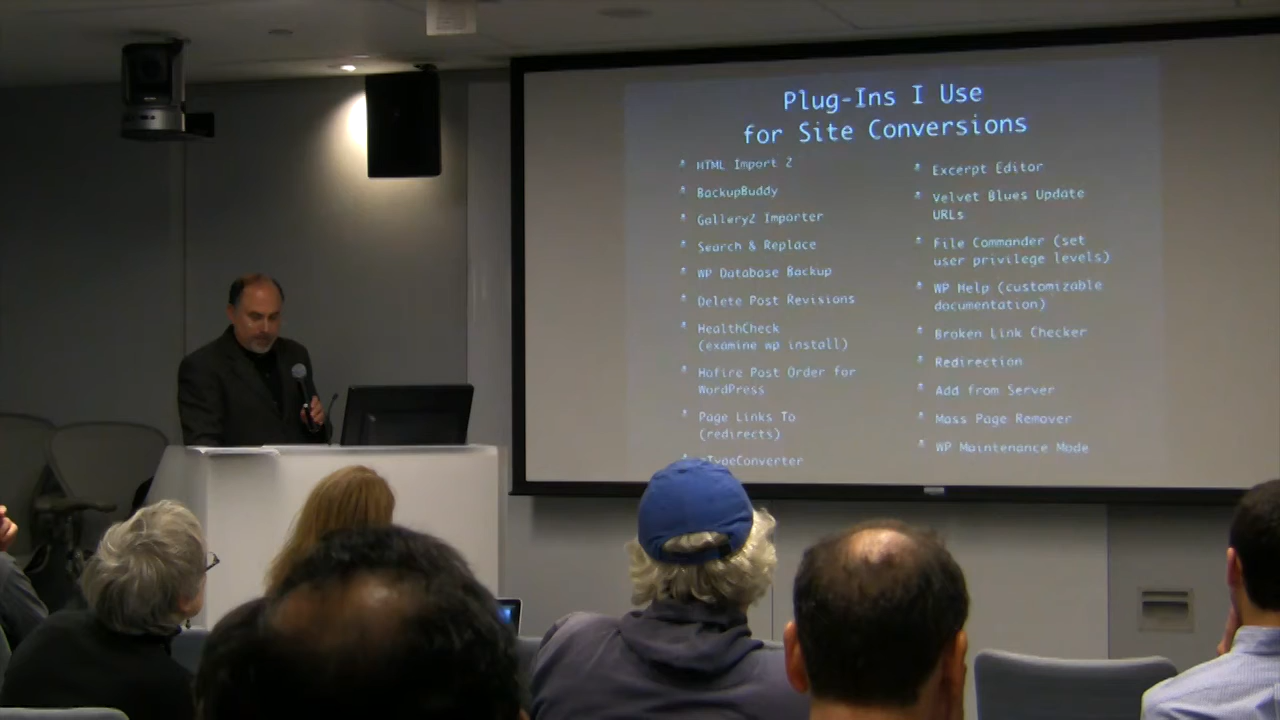 Plug-Ins I Use
for Site Conversions
* HTML Import 2
* BackupBuddy
* Gallery2 Importer
* Search & Replace
* WP Database Backup
* Delete Post Revisions
* HealthCheck
(examine wp install)
* Hofire Post Order for
WordPress
* Page Links To
(redirects)
* Excerpt Editor
* Velvet Blues Update
URLs
* File Commander (set
user privilege levels)
* WP Help (customizable
documentation)
* Broken Link Checker
* Redirection
* Add from Server
* Mass Page Remover
* WP Maintenance Mode